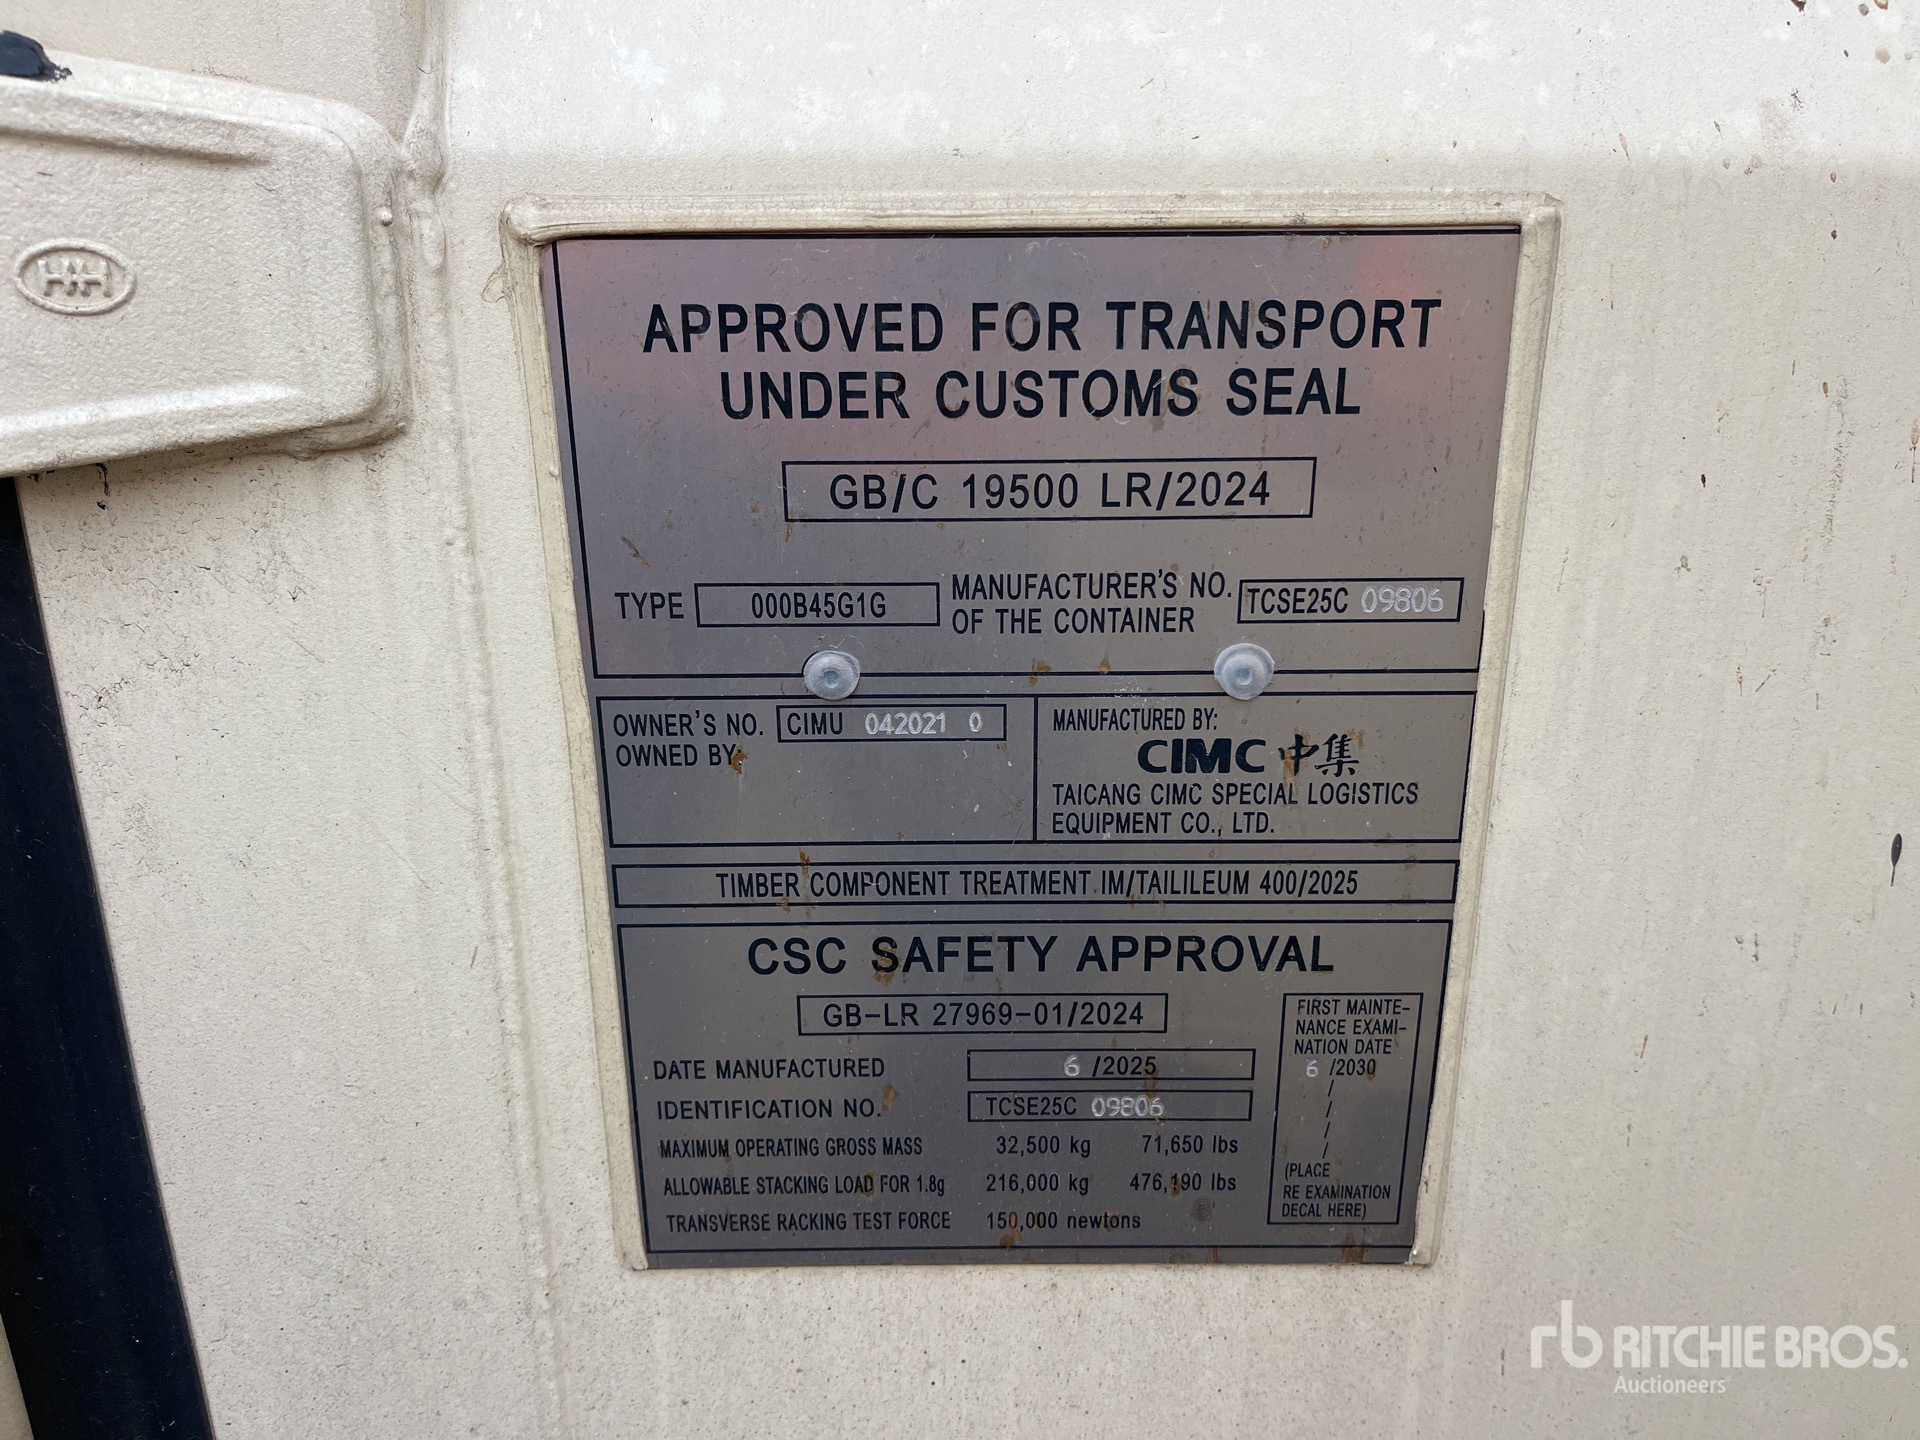 HH
APPROVED FOR TRANSPORT
UNDER CUSTOMS SEAL
GB/C 19500 LR/2024
TYPE 000B45G1G
MANUFACTURER'S NO.
OF THE CONTAINER
TCSE25C 09806
OWNER'S NO. CIMU 042021 0
OWNED BY:
MANUFACTURED BY:
CIMC 中集
TAICANG CIMC SPECIAL LOGISTICS
EQUIPMENT CO., LTD.
TIMBER COMPONENT TREATMENT IM/TAILILEUM 400/2025
CSC SAFETY APPROVAL
GB-LR 27969-01/2024
DATE MANUFACTURED 6 /2025
IDENTIFICATION NO. TCSE25C 09806
MAXIMUM OPERATING GROSS MASS 32,500 kg 71,650 lbs
ALLOWABLE STACKING LOAD FOR 1.8g 216,000 kg 476,190 lbs
TRANSVERSE RACKING TEST FORCE 150,000 newtons
FIRST MAINTE-
NANCE EXAMI-
NATION DATE
6 /2030
/
/
/
/
(PLACE
RE EXAMINATION
DECAL HERE)
rb RITCHIE BROS.
Auctioneers